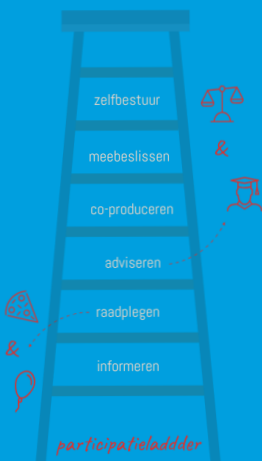 zelfbestuur
&
meebeslissen
co-produceren
adviseren
raadplegen
&
informeren
participatieladdder